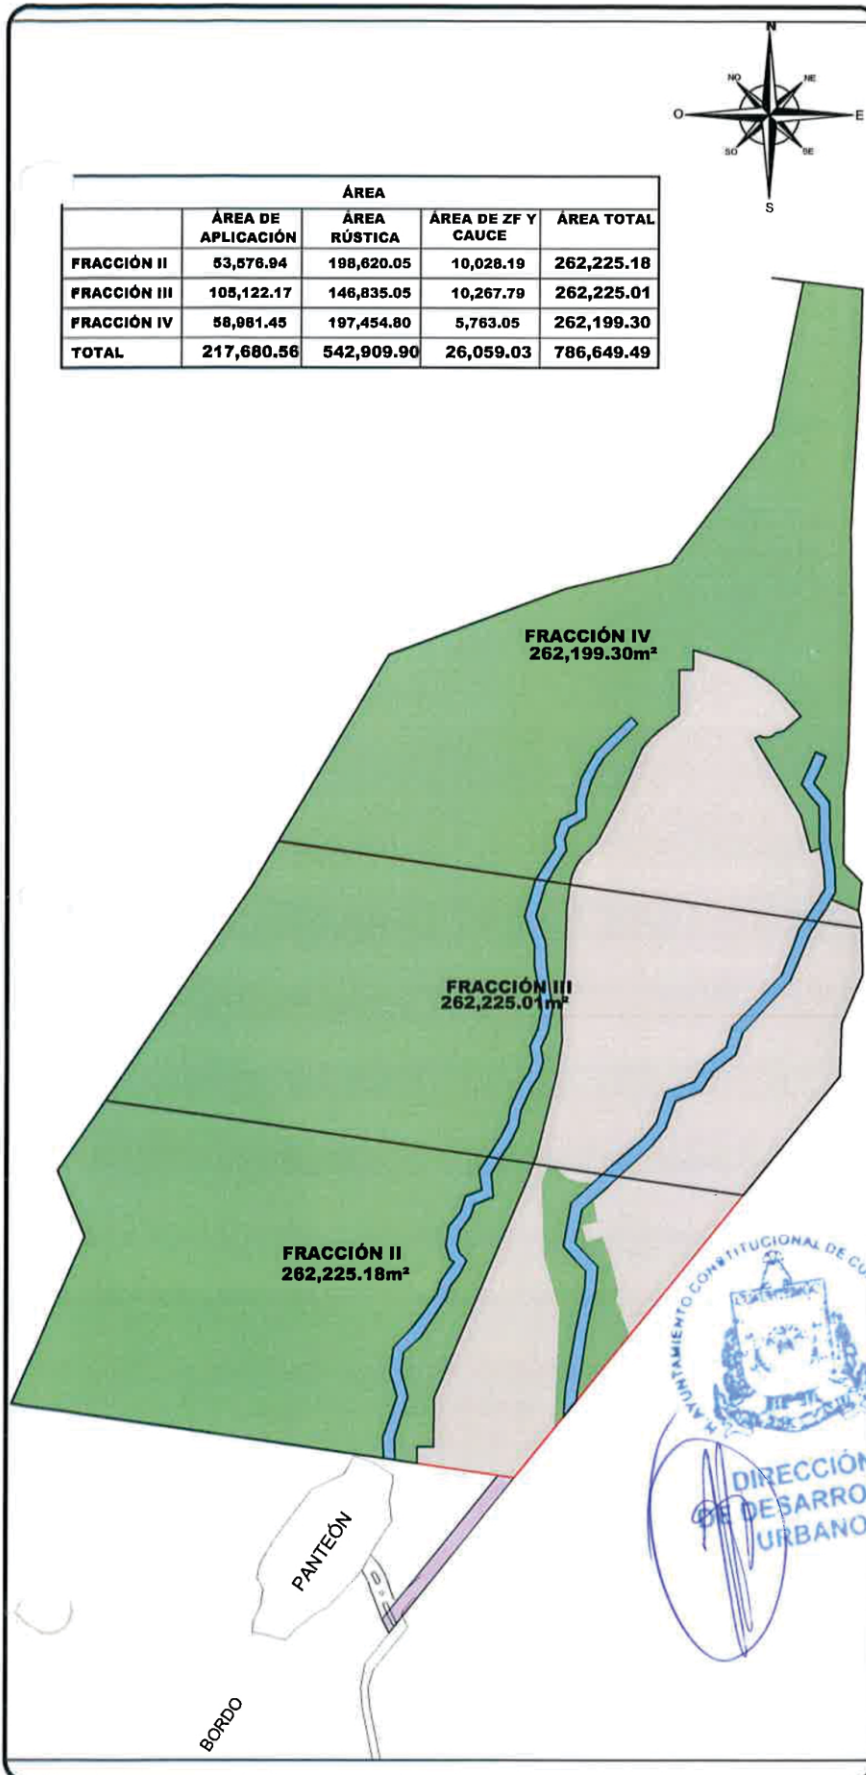 N
NO
NE
O
E
SO
SE
S
ÁREA
ÁREA DE APLICACIÓN ÁREA RÚSTICA ÁREA DE ZF Y CAUCE ÁREA TOTAL
FRACCIÓN II 53,576.94 198,620.05 10,028.19 262,225.18
FRACCIÓN III 105,122.17 146,835.05 10,267.79 262,225.01
FRACCIÓN IV 58,981.45 197,454.80 5,763.05 262,199.30
TOTAL 217,680.56 542,909.90 26,059.03 786,649.49
FRACCIÓN IV
262,199.30m²
FRACCIÓN III
262,225.01m²
FRACCIÓN II
262,225.18m²
H. AYUNTAMIENTO CONSTITUCIONAL DE
DIRECCIÓN
DE DESARRO
URBANO
PANTEÓN
BORDO